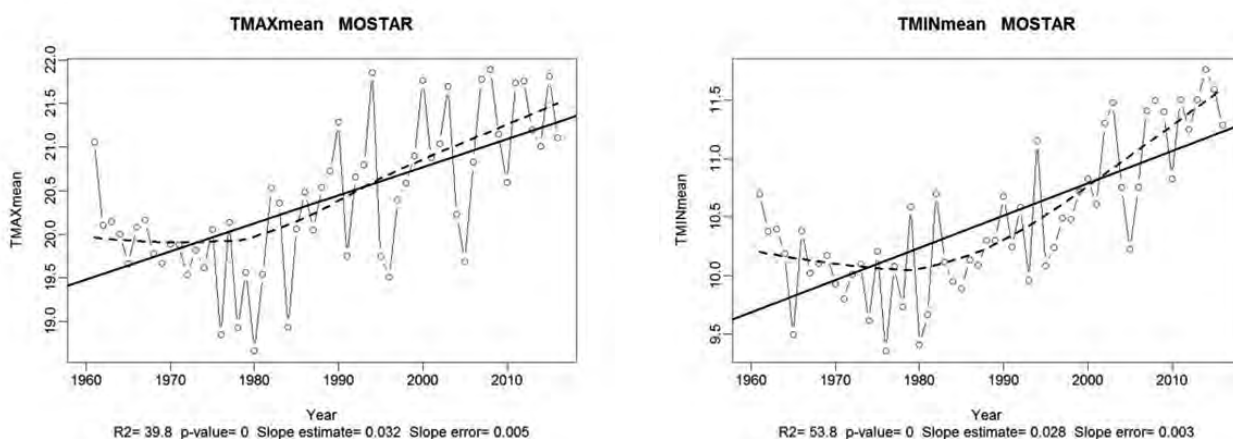 TMAXmean MOSTAR
TMAXmean
22.0
21.5
21.0
20.5
20.0
19.5
19.0
1960 1970 1980 1990 2000 2010
Year
R2= 39.8 p-value= 0 Slope estimate= 0.032 Slope error= 0.005
TMINmean MOSTAR
TMINmean
11.5
11.0
10.5
10.0
9.5
1960 1970 1980 1990 2000 2010
Year
R2= 53.8 p-value= 0 Slope estimate= 0.028 Slope error= 0.003